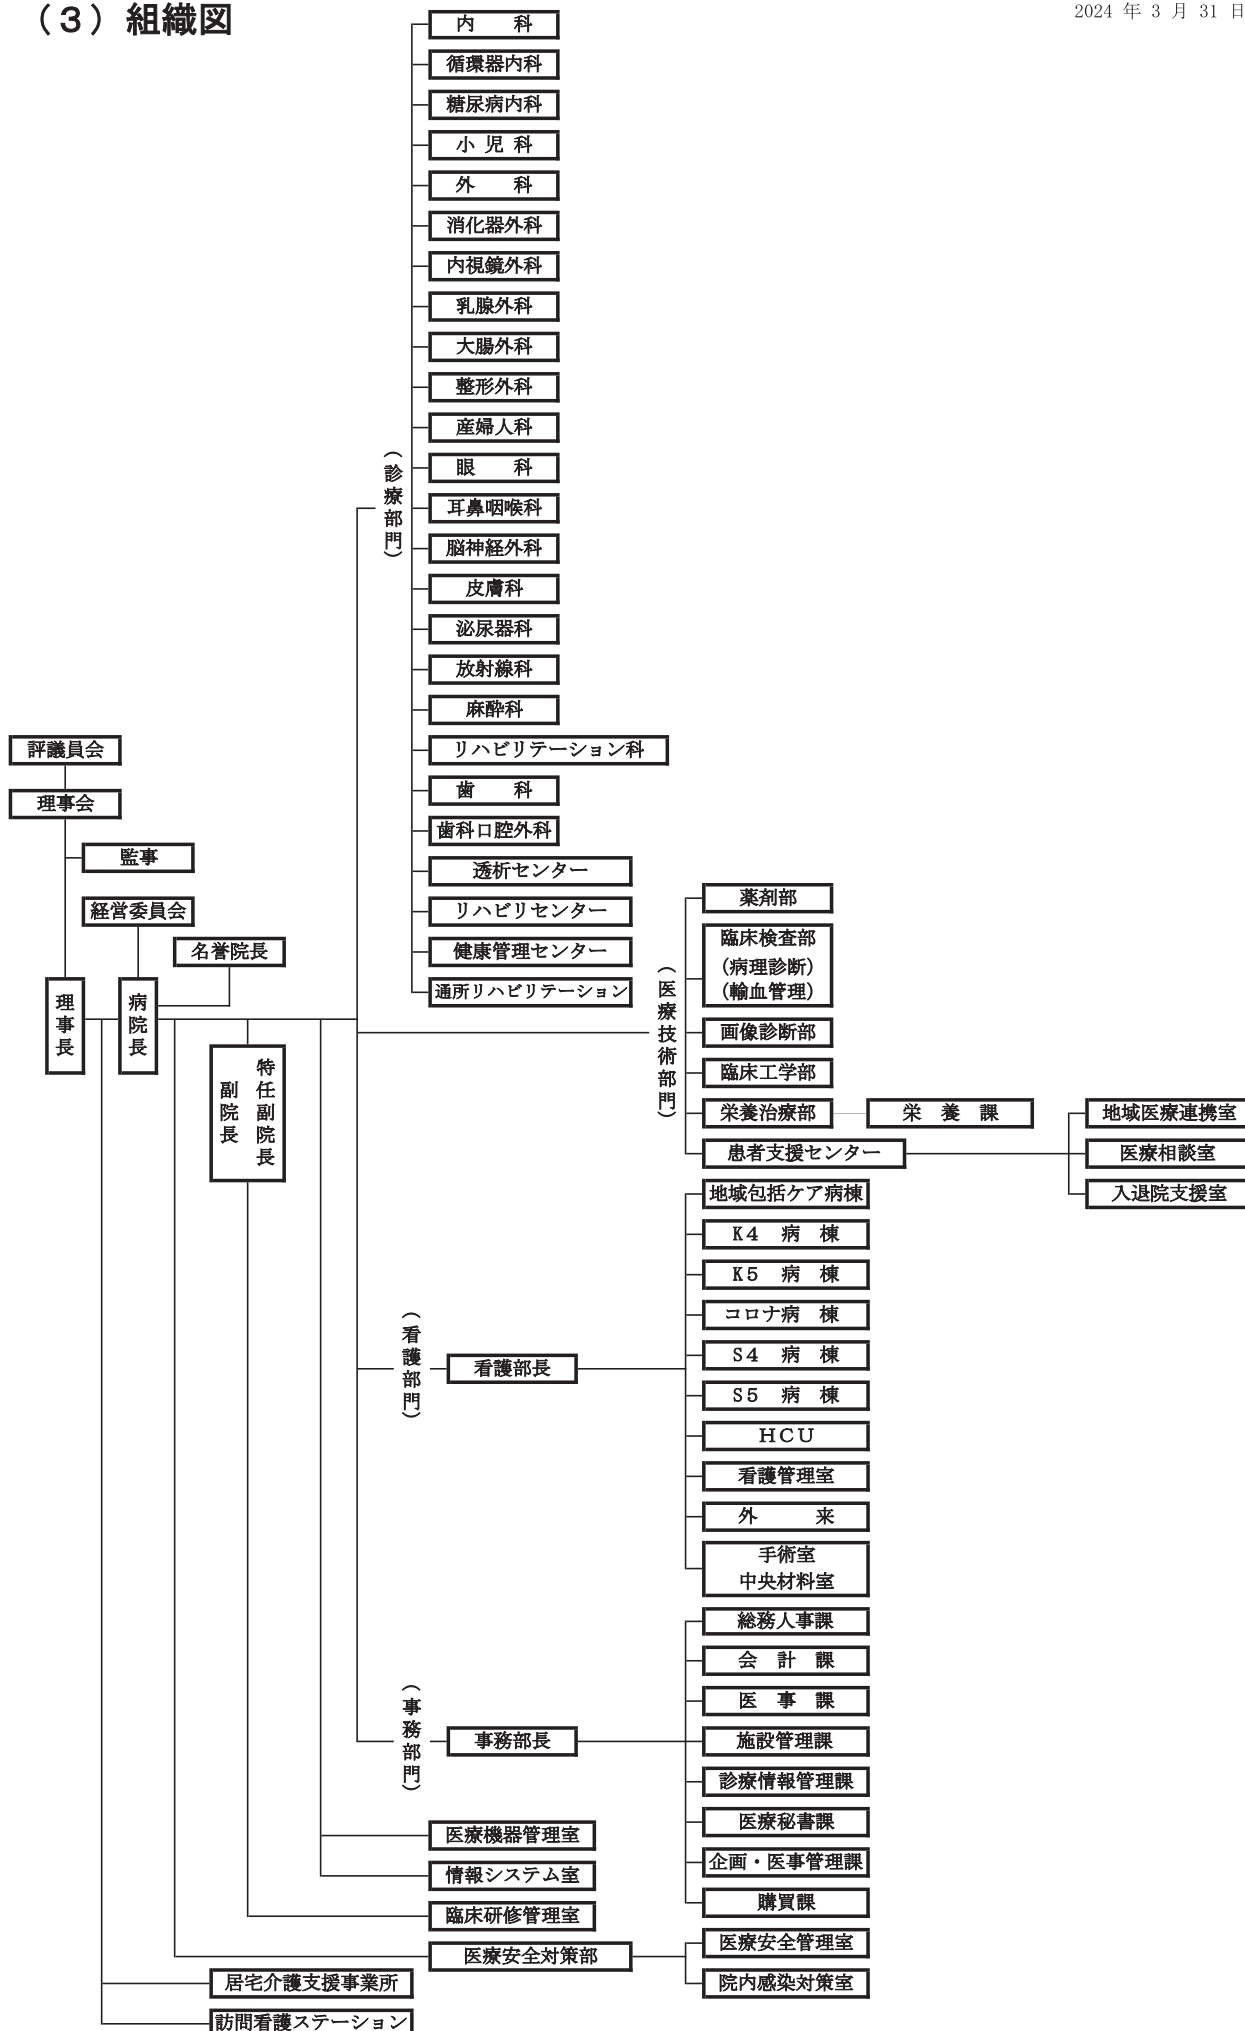 （３）組織図
2024 年 3 月 31 日
内　科
循環器内科
糖尿病内科
小 児 科
外　科
消化器外科
内視鏡外科
乳腺外科
大腸外科
整形外科
産婦人科
眼　科
耳鼻咽喉科
脳神経外科
皮膚科
泌尿器科
放射線科
麻酔科
リハビリテーション科
歯　科
歯科口腔外科
透析センター
リハビリセンター
健康管理センター
通所リハビリテーション
（診療部門）
評議員会
理事会
監事
経営委員会
名誉院長
理事長
病院長
特任副院長
副院長
（医療技術部門）
薬剤部
臨床検査部
（病理診断）
（輸血管理）
画像診断部
臨床工学部
栄養治療部
栄　養　課
患者支援センター
地域医療連携室
医療相談室
入退院支援室
（看護部門）
看護部長
地域包括ケア病棟
K4　病　棟
K5　病　棟
コロナ病　棟
S4　病　棟
S5　病　棟
HCU
看護管理室
外　　来
手術室
中央材料室
（事務部門）
事務部長
総務人事課
会　計　課
医　事　課
施設管理課
診療情報管理課
医療秘書課
企画・医事管理課
購買課
医療機器管理室
情報システム室
臨床研修管理室
医療安全対策部
医療安全管理室
院内感染対策室
居宅介護支援事業所
訪問看護ステーション